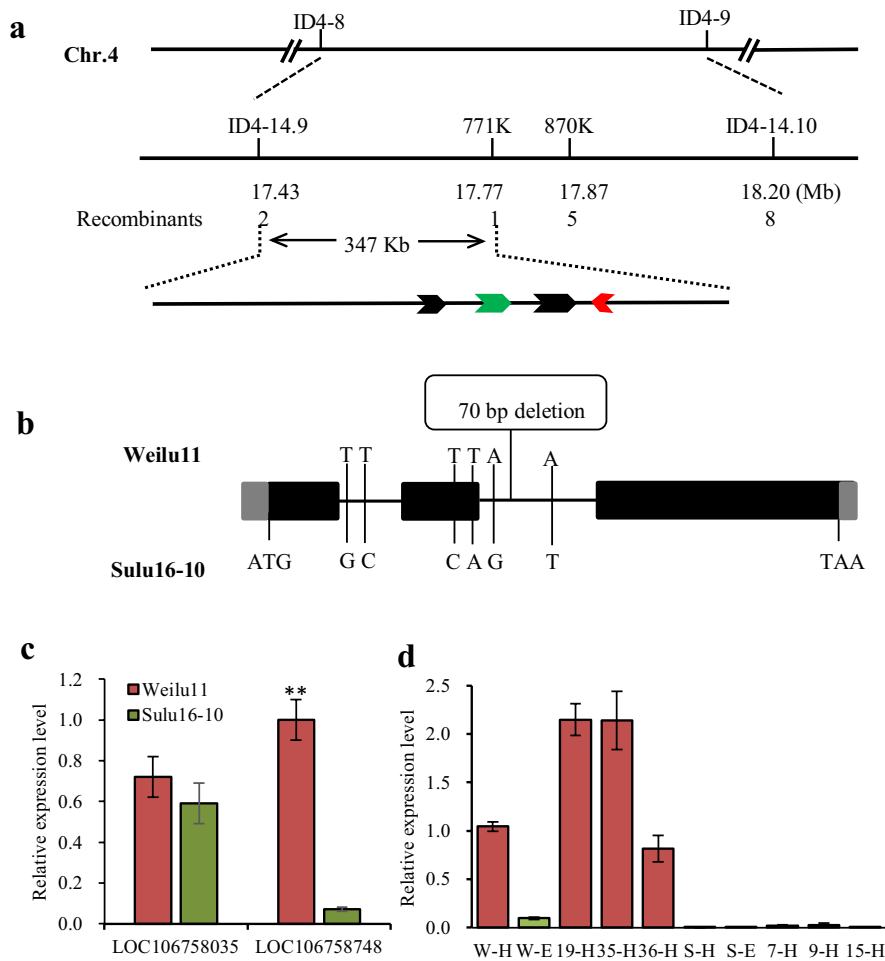 a
ID4-8 ID4-9
Chr.4
ID4-14.9 771K 870K ID4-14.10
17.43 17.77 17.87 18.20 (Mb)
Recombinants 2 1 5 8
347 Kb
b
70 bp deletion
Weilu11
T T T T A A
ATG G C C A G T TAA
Sulu16-10
c
Relative expression level
1.2
1.0
0.8
0.6
0.4
0.2
0.0
Weilu11
Sulu16-10
**
LOC106758035 LOC106758748
d
Relative expression level
2.5
2.0
1.5
1.0
0.5
0.0
W-H W-E 19-H 35-H 36-H S-H S-E 7-H 9-H 15-H